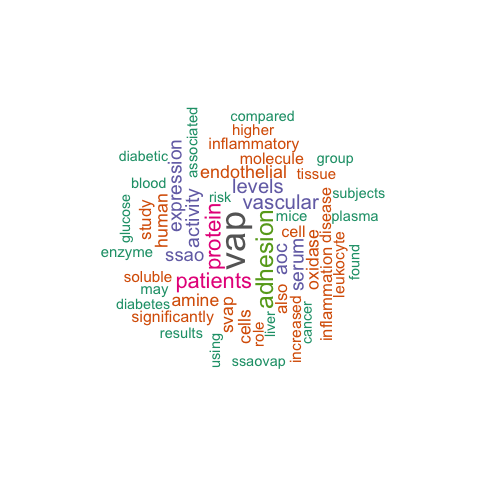 compared
higher
associated
inflammatory
diabetic
expression
molecule
group
endothelial
tissue
blood
levels
subjects
risk
activity
vascular
glucose
study
human
protein
vap
adhesion
mice
plasma
cell
disease
enzyme
ssao
aoc
serum
oxidase
leukocyte
found
soluble
patients
inflammation
may
also
diabetes
amine
svap
significantly
cells
role
liver
increased
cancer
results
using
ssaovap